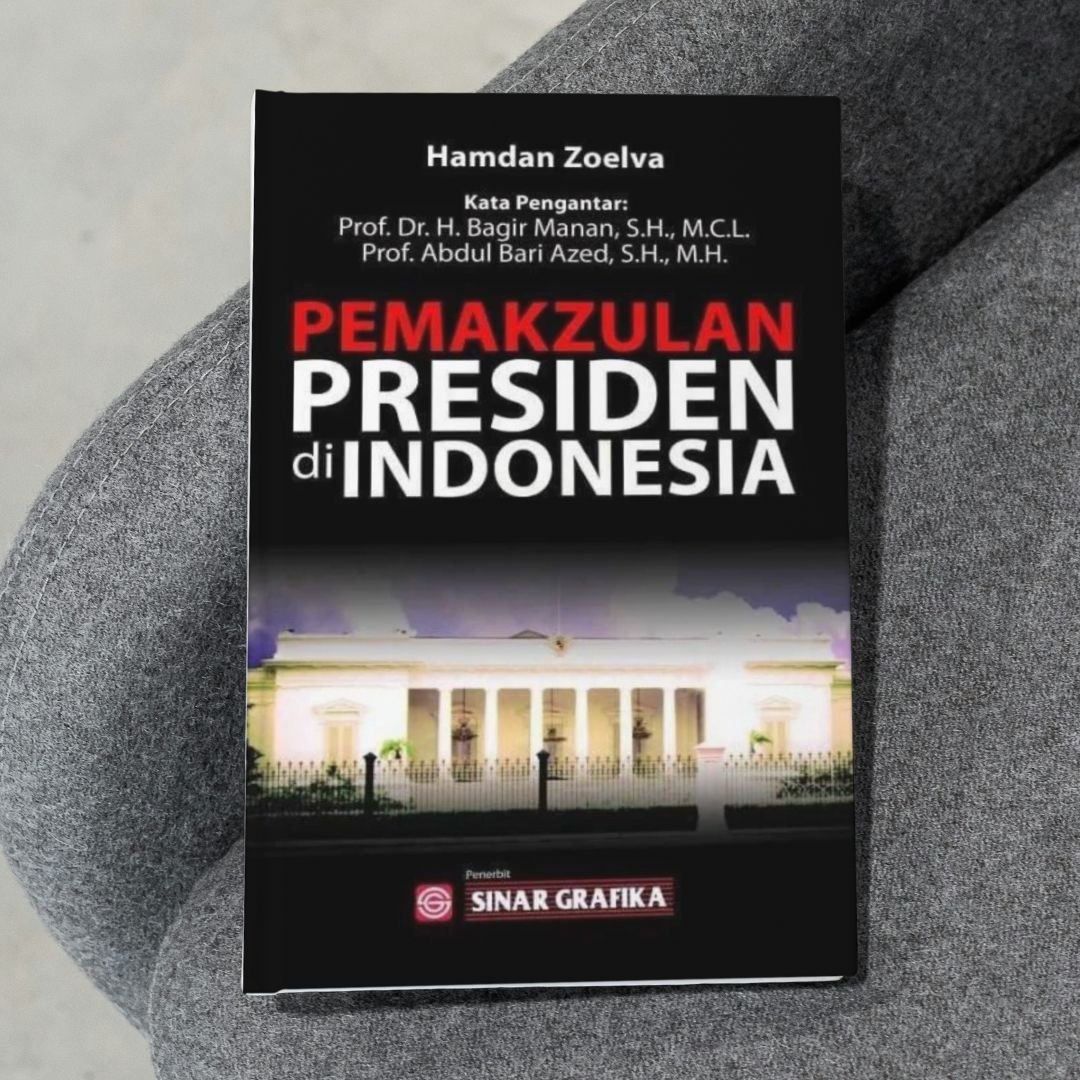 Hamdan Zoelva
Kata Pengantar:
Prof. Dr. H. Bagir Manan, S.H., M.C.L.
Prof. Abdul Bari Azed, S.H., M.H.
PEMAKZULAN
PRESIDEN
di INDONESIA
Penerbit
SINAR GRAFIKA